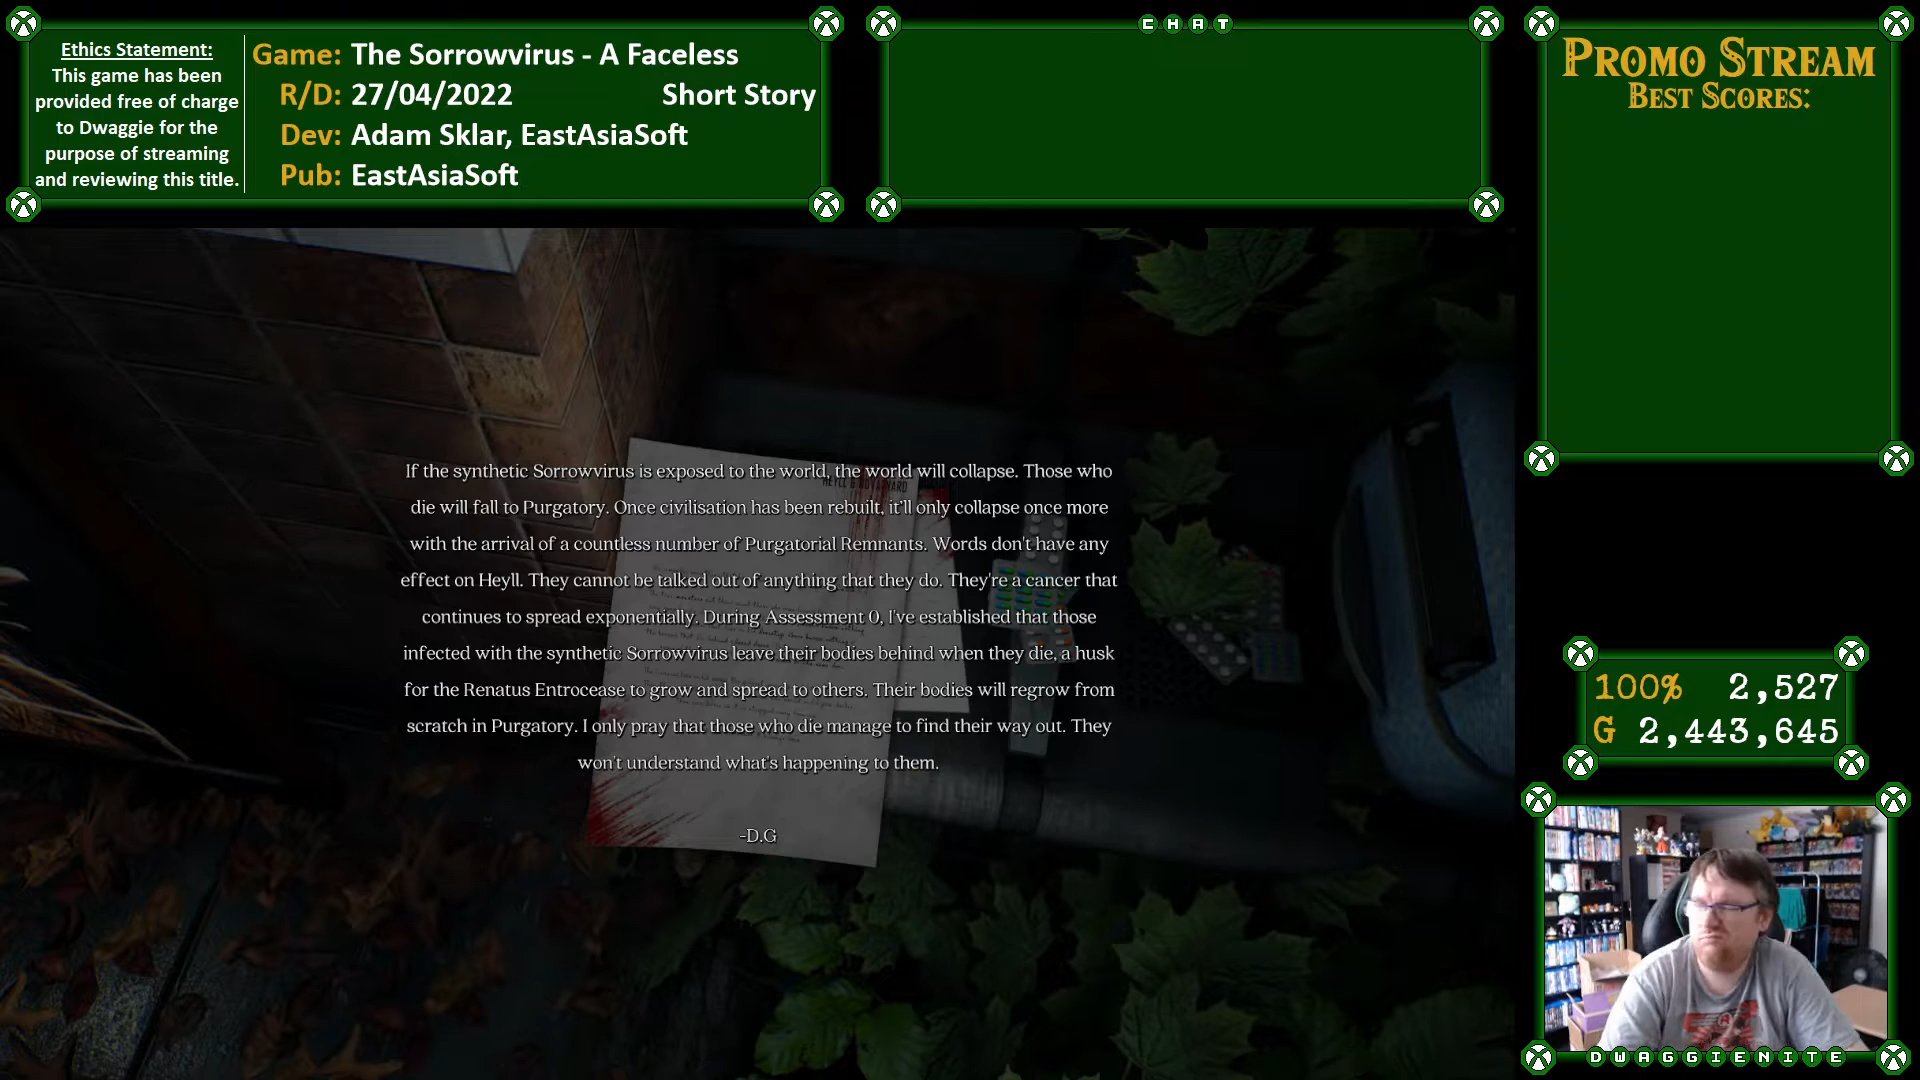 Ethics Statement:
This game has been
provided free of charge
to Dwaggie for the
purpose of streaming
and reviewing this title.
Game: The Sorrowvirus - A Faceless
R/D: 27/04/2022 Short Story
Dev: Adam Sklar, EastAsiaSoft
Pub: EastAsiaSoft
CHAT
PROMO STREAM
BEST SCORES:
If the synthetic Sorrowvirus is exposed to the world, the world will collapse. Those who
die will fall to Purgatory. Once civilisation has been rebuilt, it'll only collapse once more
with the arrival of a countless number of Purgatorial Remnants. Words don't have any
effect on Heyll. They cannot be talked out of anything that they do. They're a cancer that
continues to spread exponentially. During Assessment 0, I've established that those
infected with the synthetic Sorrowvirus leave their bodies behind when they die, a husk
for the Renatus Entrocease to grow and spread to others. Their bodies will regrow from
scratch in Purgatory. I only pray that those who die manage to find their way out. They
won't understand what's happening to them.
-D.G
100% 2,527
G 2,443,645
DWAGGIENITE